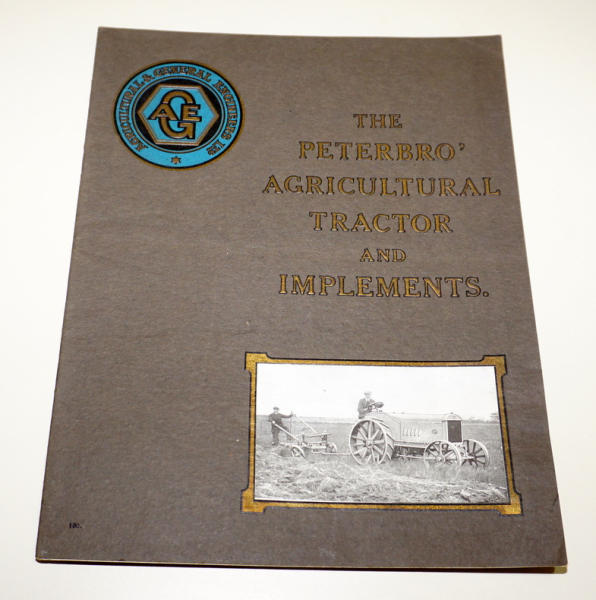 AGRICULTURAL & GENERAL ENGINEERS LTD
AGE
THE
PETERBRO'
AGRICULTURAL
TRACTOR
AND
IMPLEMENTS.